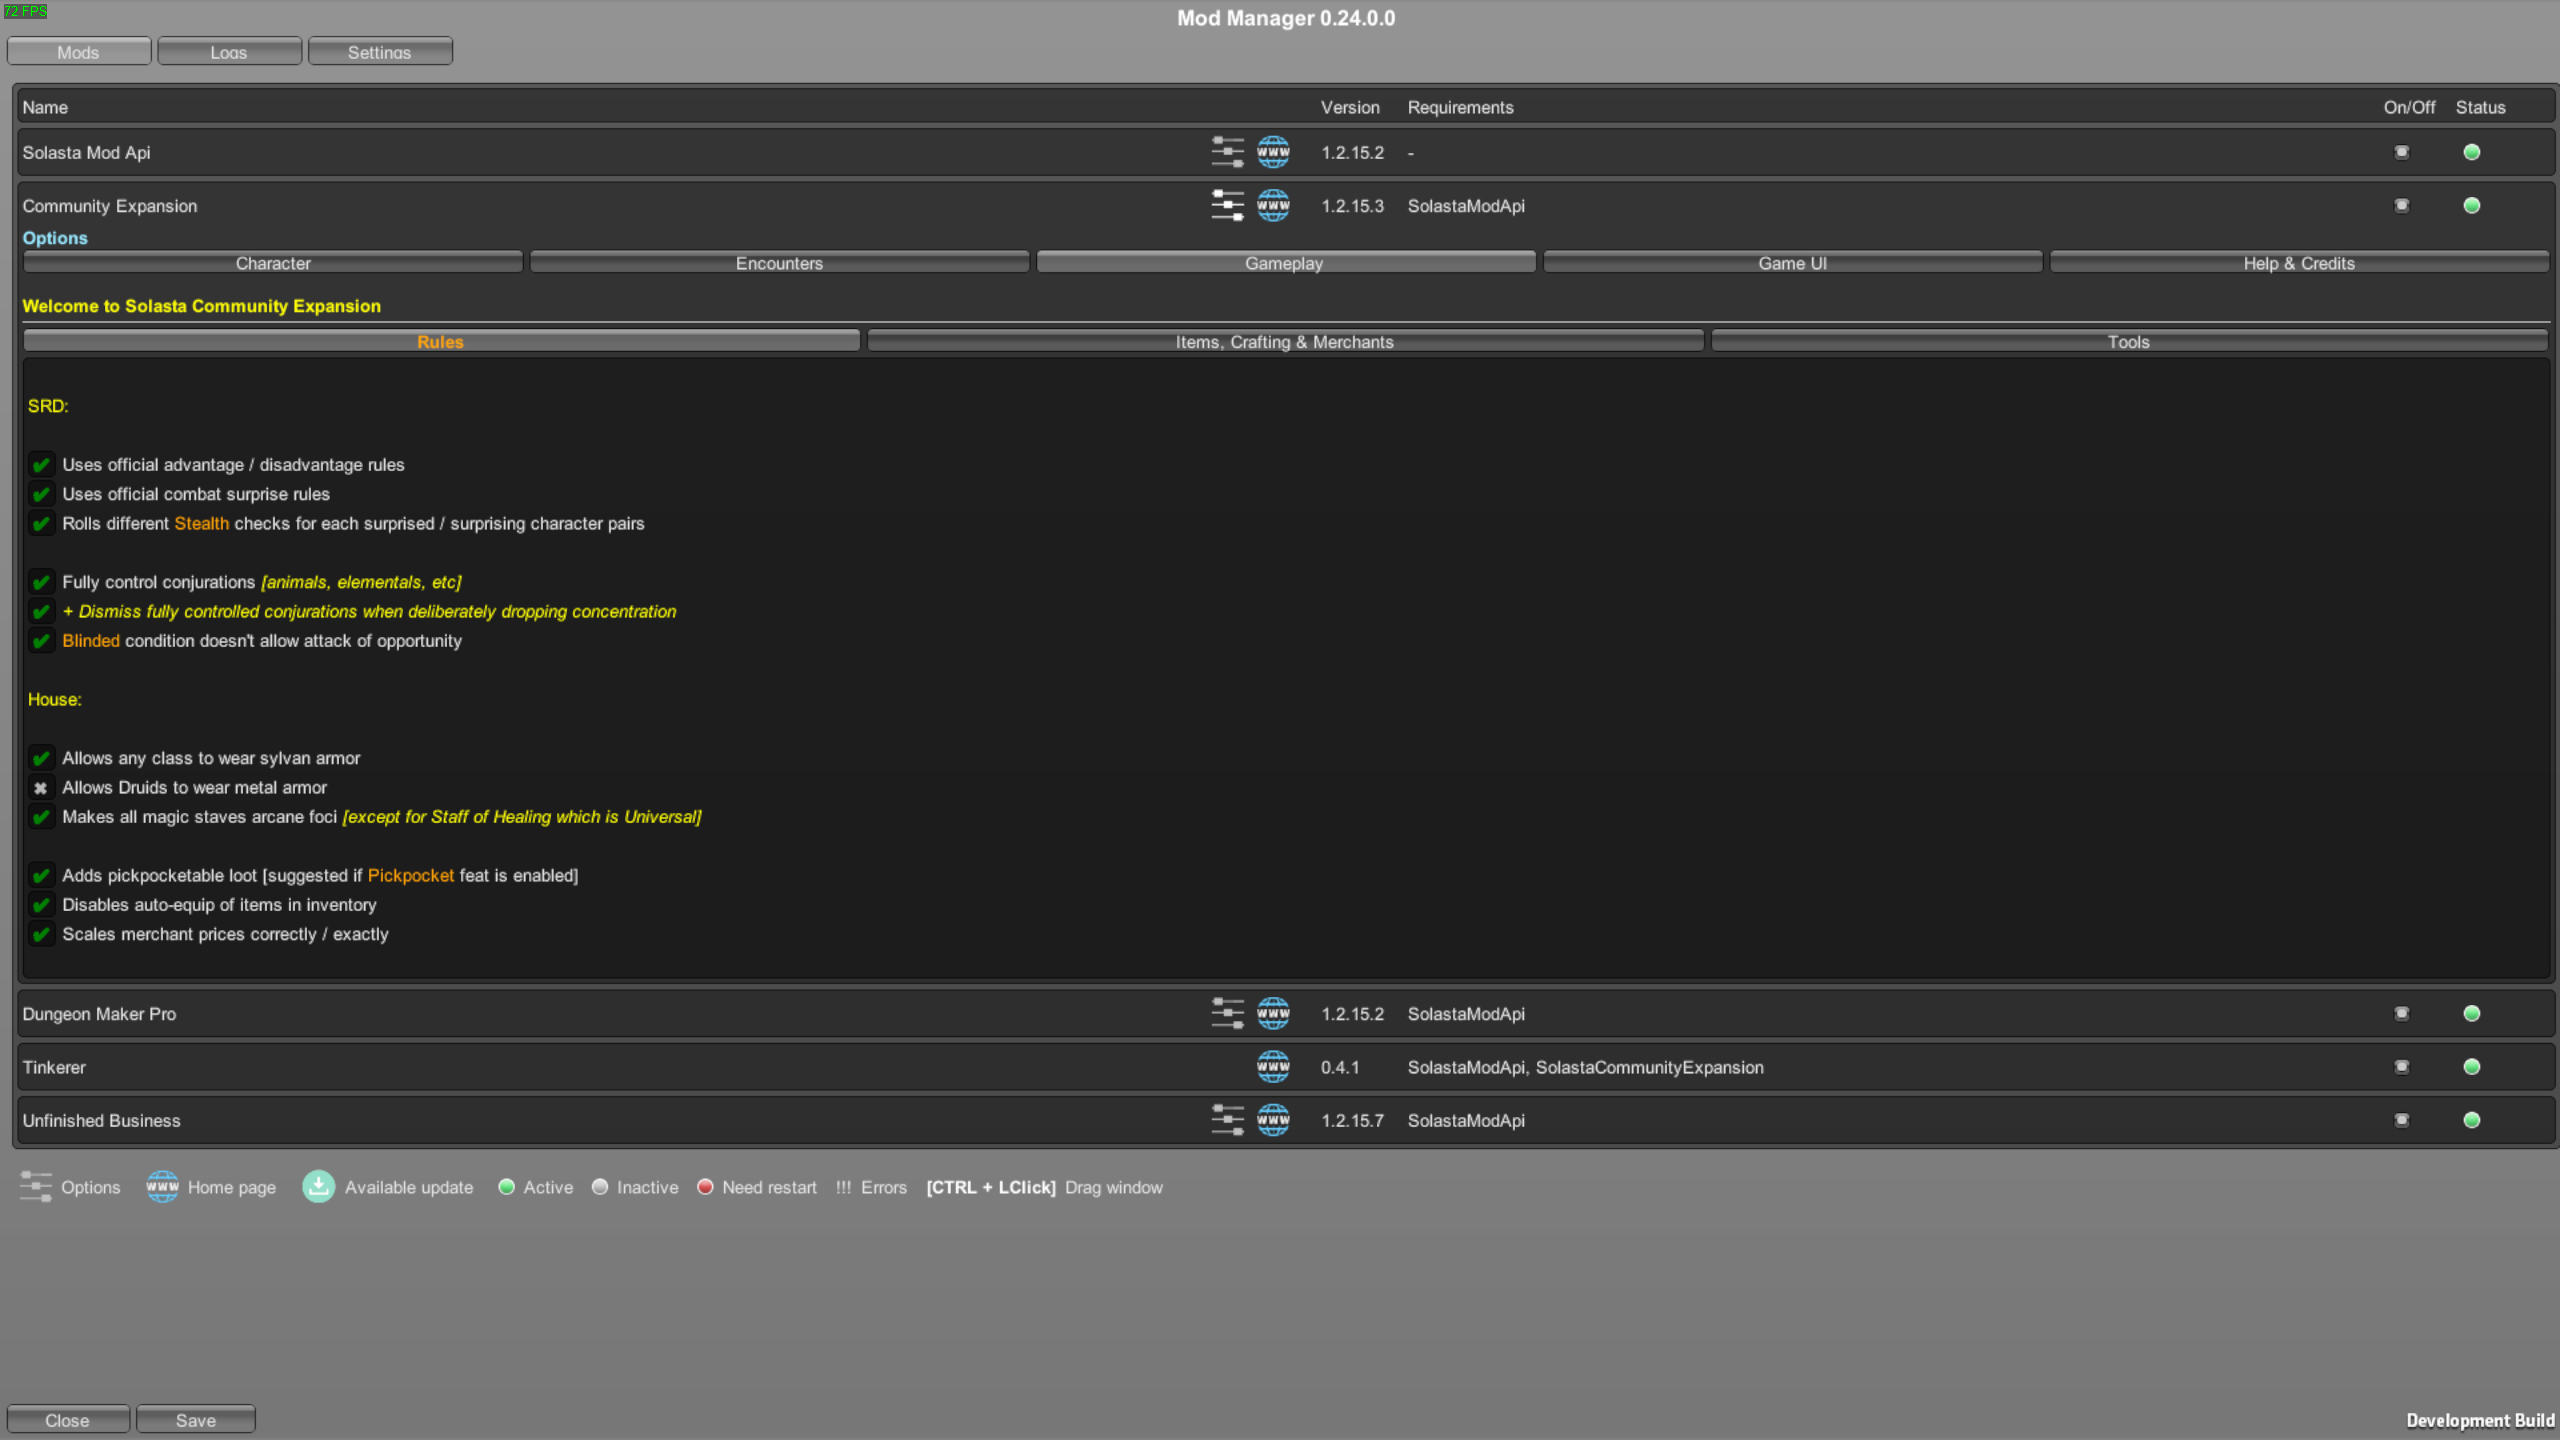 72 FPS
Mod Manager 0.24.0.0
Mods Logs Settings
Name Version Requirements On/Off Status
Solasta Mod Api www 1.2.15.2 -
Community Expansion www 1.2.15.3 SolastaModApi
Options
Character Encounters Gameplay Game UI Help & Credits
Welcome to Solasta Community Expansion
Rules Items, Crafting & Merchants Tools
SRD:
Uses official advantage / disadvantage rules
Uses official combat surprise rules
Rolls different Stealth checks for each surprised / surprising character pairs
Fully control conjurations [animals, elementals, etc]
+ Dismiss fully controlled conjurations when deliberately dropping concentration
Blinded condition doesn't allow attack of opportunity
House:
Allows any class to wear sylvan armor
Allows Druids to wear metal armor
Makes all magic staves arcane foci [except for Staff of Healing which is Universal]
Adds pickpocketable loot [suggested if Pickpocket feat is enabled]
Disables auto-equip of items in inventory
Scales merchant prices correctly / exactly
Dungeon Maker Pro www 1.2.15.2 SolastaModApi
Tinkerer www 0.4.1 SolastaModApi, SolastaCommunityExpansion
Unfinished Business www 1.2.15.7 SolastaModApi
Options www Home page Available update Active Inactive Need restart !!! Errors [CTRL + LClick] Drag window
Close Save Development Build